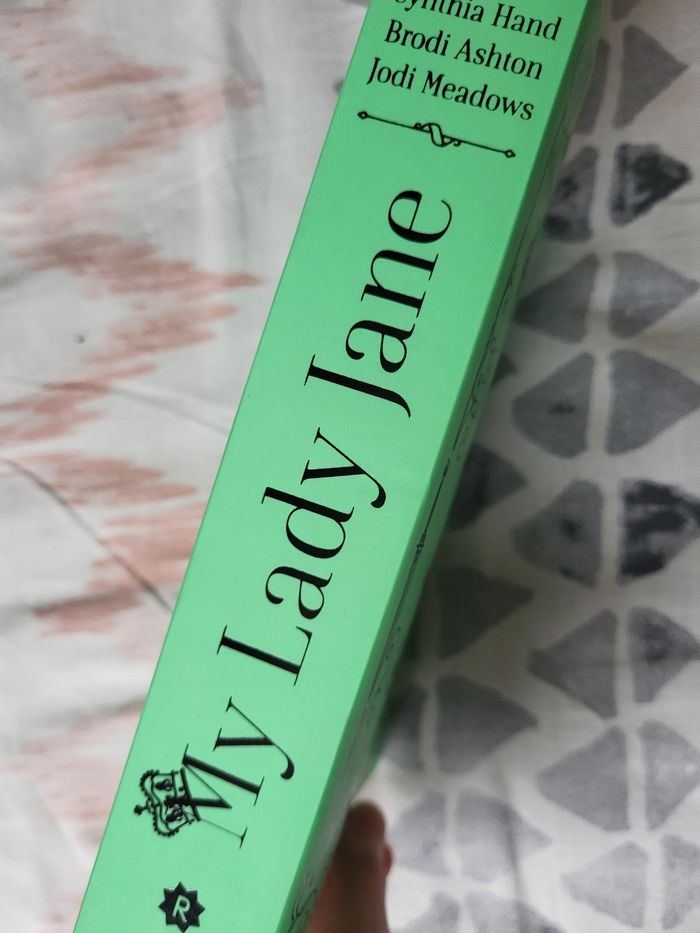 Cynthia Hand
Brodi Ashton
Jodi Meadows
My Lady Jane
R